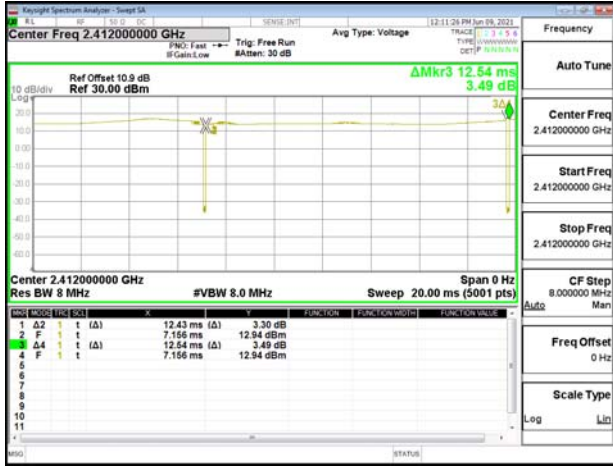 Keysight Spectrum Analyzer - Swept SA
RL RF 50 Ω DC SENSE:INT 12:11:26 PM Jun 09, 2021
Center Freq 2.412000000 GHz
PNO: Fast
IFGain:Low
Trig: Free Run
#Atten: 30 dB
Avg Type: Voltage
TRACE 1 2 3 4 5 6
TYPE
DET P N N N N N
ΔMkr3 12.54 ms
3.49 dB
Ref Offset 10.9 dB
10 dB/div Ref 30.00 dBm
Log
20.0
10.0
0.00
-10.0
-20.0
-30.0
-40.0
-50.0
-60.0
3Δ4
Center 2.412000000 GHz Span 0 Hz
Res BW 8 MHz #VBW 8.0 MHz Sweep 20.00 ms (5001 pts)
MKR MODE TRC SCL X Y FUNCTION FUNCTION WIDTH FUNCTION VALUE
1 Δ2 1 t (Δ) 12.43 ms (Δ) 3.30 dB
2 F 1 t 7.156 ms 12.94 dBm
3 Δ4 1 t (Δ) 12.54 ms (Δ) 3.49 dB
4 F 1 t 7.156 ms 12.94 dBm
5
6
7
8
9
10
11
MSG STATUS
Frequency
Auto Tune
Center Freq
2.412000000 GHz
Start Freq
2.412000000 GHz
Stop Freq
2.412000000 GHz
CF Step
8.000000 MHz
Auto Man
Freq Offset
0 Hz
Scale Type
Log Lin